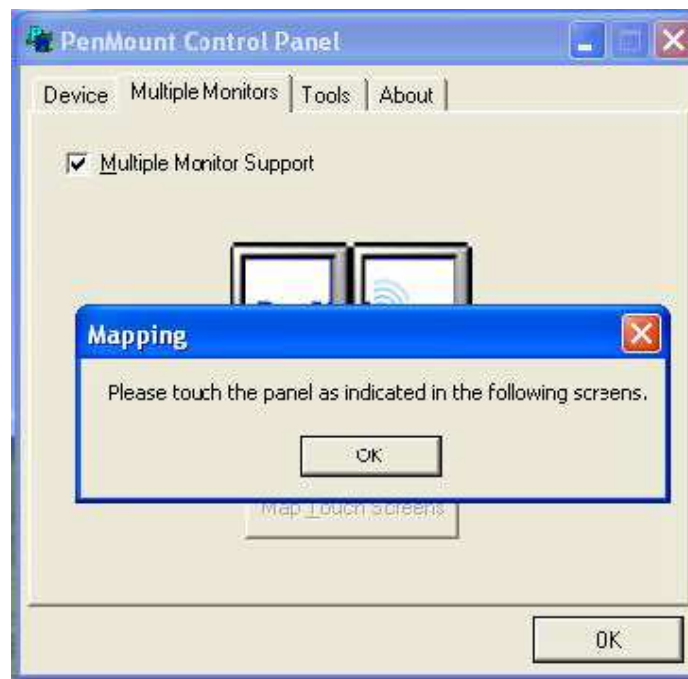 PenMount Control Panel
Device Multiple Monitors Tools About
Multiple Monitor Support
Mapping
Please touch the panel as indicated in the following screens.
OK
Map Touch Screens
OK